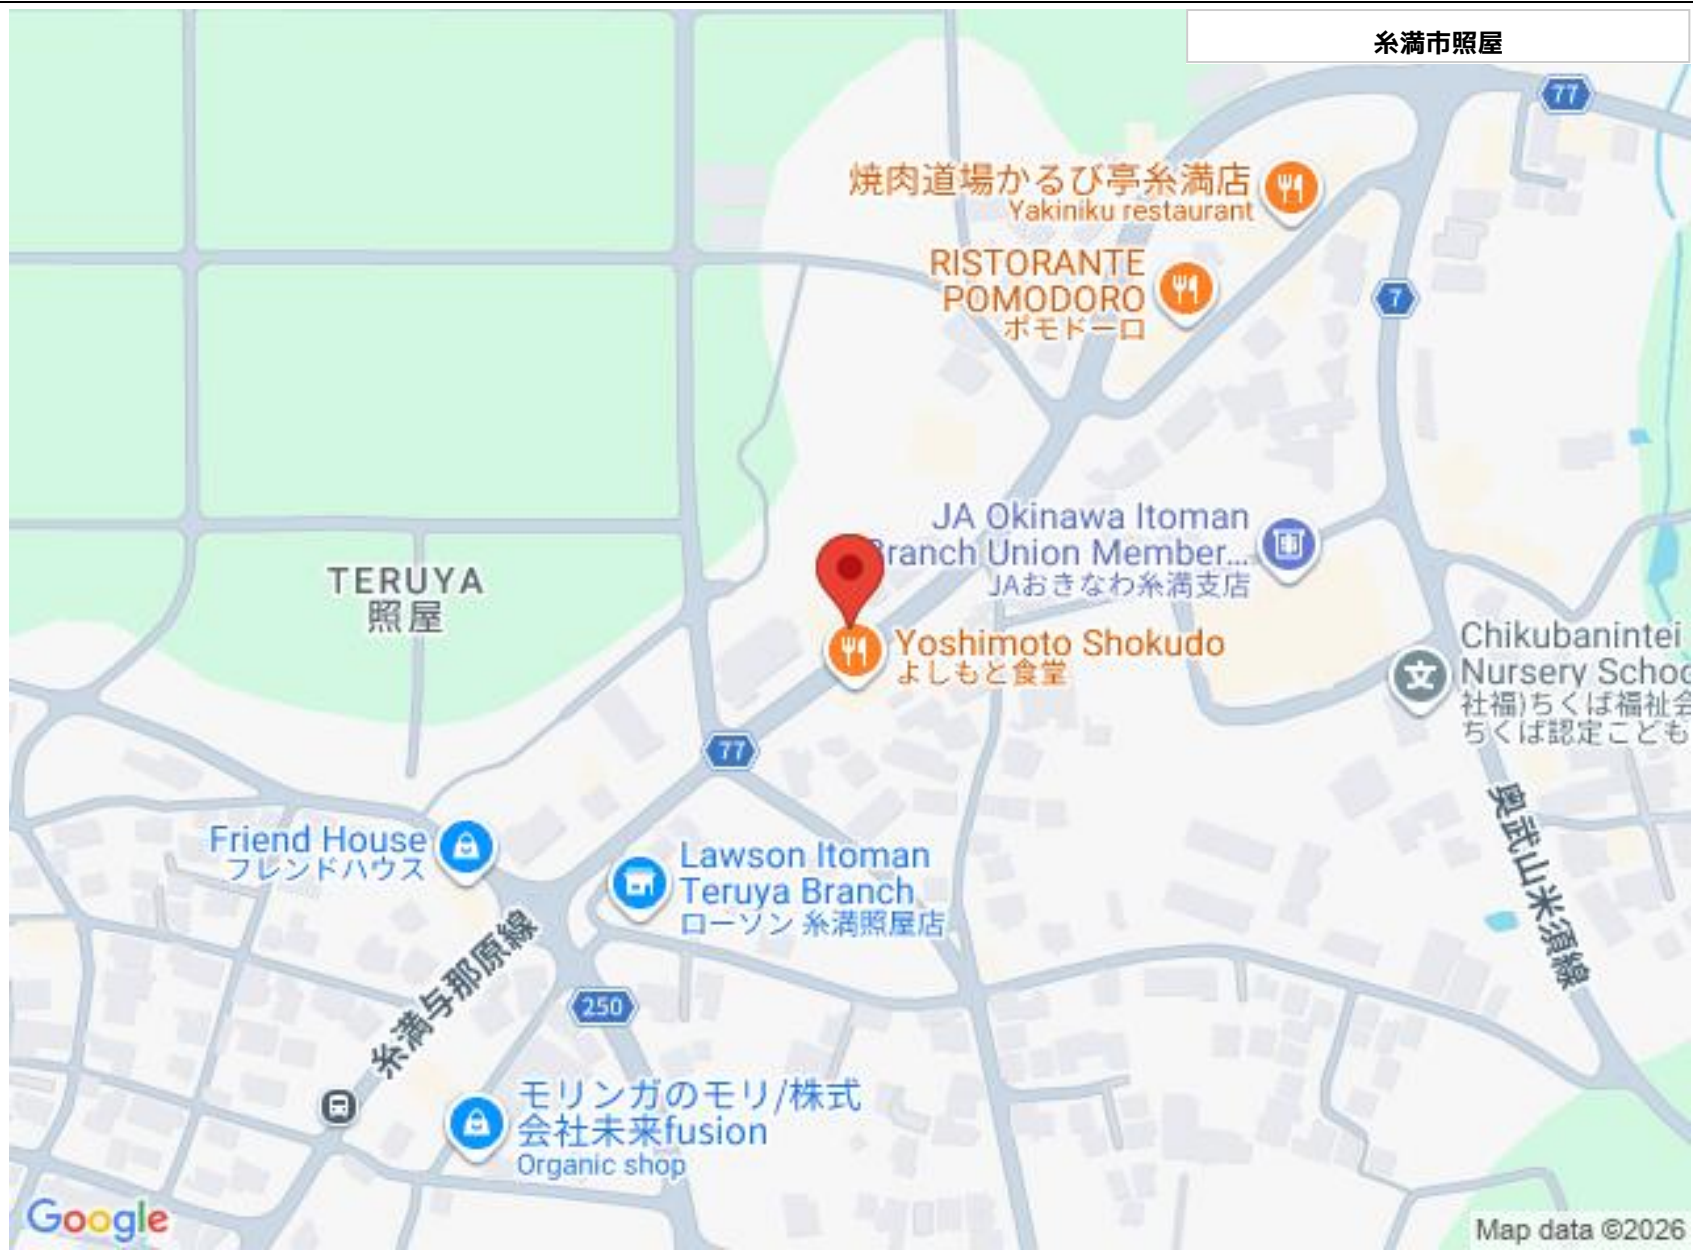 糸満市照屋
77
焼肉道場かるび亭糸満店
Yakiniku restaurant
RISTORANTE
POMODORO
ポモドーロ
7
JA Okinawa Itoman
Branch Union Member...
JAおきなわ糸満支店
TERUYA
照屋
Yoshimoto Shokudo
よしもと食堂
Chikubanintei
Nursery Schoo
社福)ちくば福祉会
ちくば認定こども
77
奥武山米須線
Friend House
フレンドハウス
Lawson Itoman
Teruya Branch
ローソン 糸満照屋店
糸満与那原線
250
モリンガのモリ/株式
会社未来fusion
Organic shop
Google
Map data ©2026